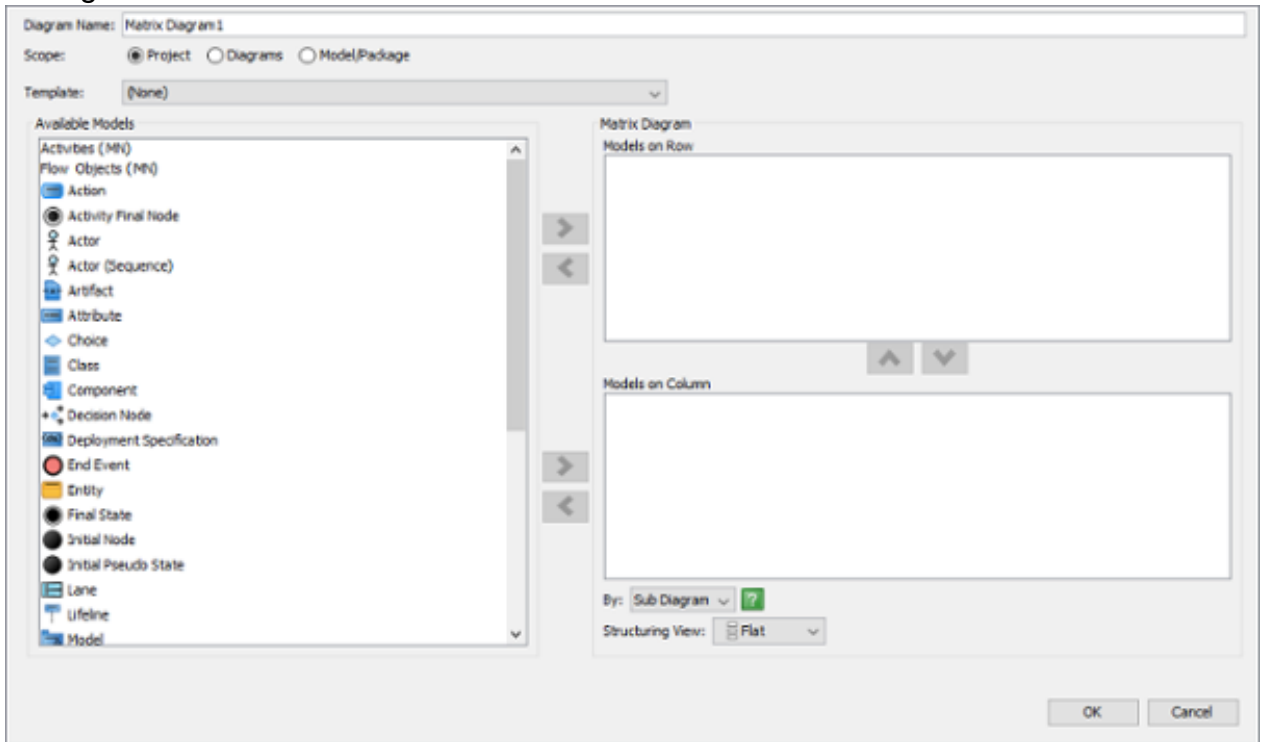 Diagram Name: Matrix Diagram1
Scope: Project Diagrams Model/Package
Template: (None)
Available Models
Activities (MN)
Flow Objects (MN)
Action
Activity Final Node
Actor
Actor (Sequence)
Artifact
Attribute
Choice
Class
Component
Decision Node
Deployment Specification
End Event
Entity
Final State
Initial Node
Initial Pseudo State
Lane
Lifeline
Model
Matrix Diagram
Models on Row
Models on Column
By: Sub Diagram ?
Structuring View: Flat
OK Cancel